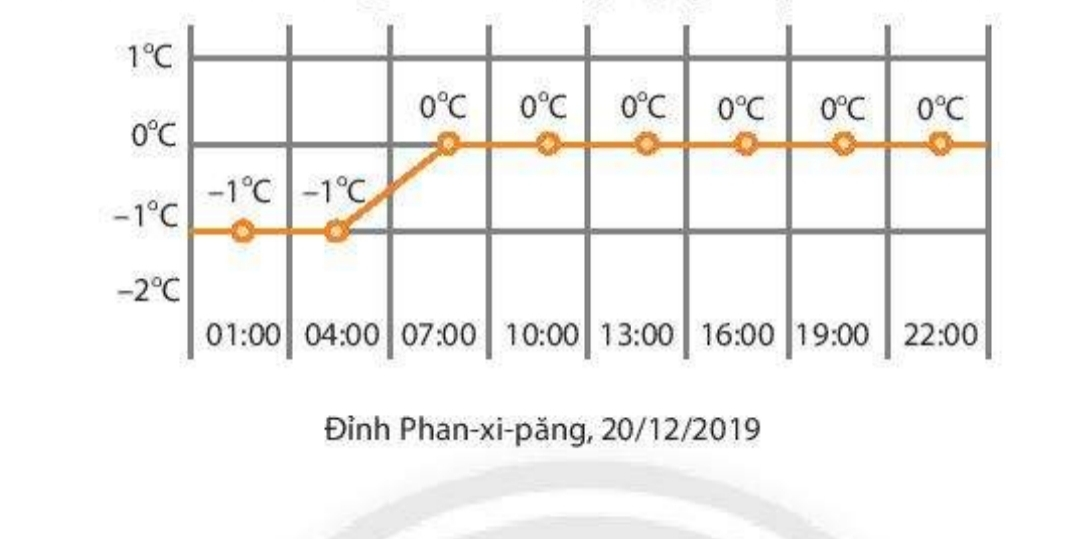 1°C
0°C 0°C 0°C 0°C 0°C 0°C
0°C
–1°C –1°C
–1°C
–2°C
01:00 04:00 07:00 10:00 13:00 16:00 19:00 22:00
Đỉnh Phan-xi-păng, 20/12/2019